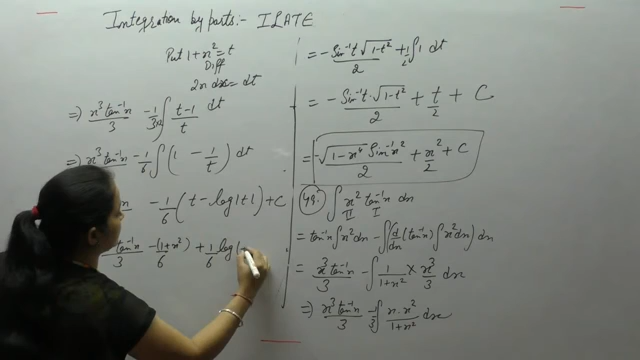 Integration by parts:- ILATE
Put 1+x²=t
Diff
2x dx = dt
⇒ x³ tan⁻¹x/3 - 1/3×2 ∫ t-1/t dt
⇒ x³ tan⁻¹x/3 - 1/6 ∫ (1 - 1/t) dt
-1/6 (t - log|t|) + C
tan⁻¹x/3 - (1+x²)/6 + 1/6 log(
= -Sin⁻¹t √1-t²/2 + 1/2 ∫ 1 dt
= -Sin⁻¹t · √1-t²/2 + t/2 + C
= √1-x⁴ Sin⁻¹x²/2 + x²/2 + C
49. ∫ x² tan⁻¹x dx
II I
= tan⁻¹x ∫ x² dx - ∫ (d/dx (tan⁻¹x) ∫ x² dx) dx
= x³ tan⁻¹x/3 - ∫ 1/1+x² × x³/3 dx
⇒ x³ tan⁻¹x/3 - 1/3 ∫ x·x²/1+x² dx